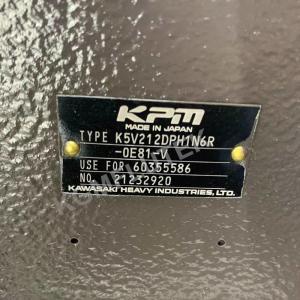 KPM
MADE IN JAPAN
TYPE K5V212DPH1N6R
-0E81-V
USE FOR 60355586
NO. 21232920
KAWASAKI HEAVY INDUSTRIES, LTD.